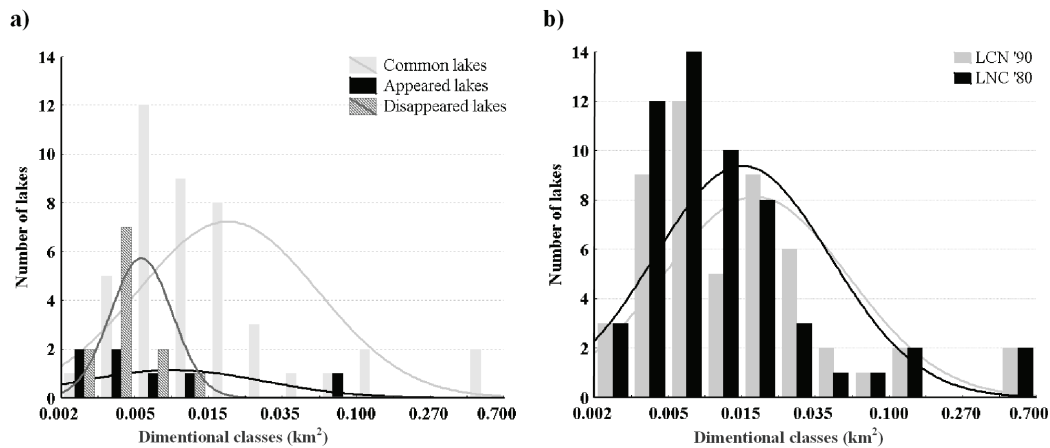 a)
Common lakes
Appeared lakes
Disappeared lakes
14
12
10
8
6
4
2
0
Number of lakes
0.002 0.005 0.015 0.035 0.100 0.270 0.700
Dimentional classes (km²)
b)
LCN '90
LNC '80
14
12
10
8
6
4
2
0
Number of lakes
0.002 0.005 0.015 0.035 0.100 0.270 0.700
Dimentional classes (km²)